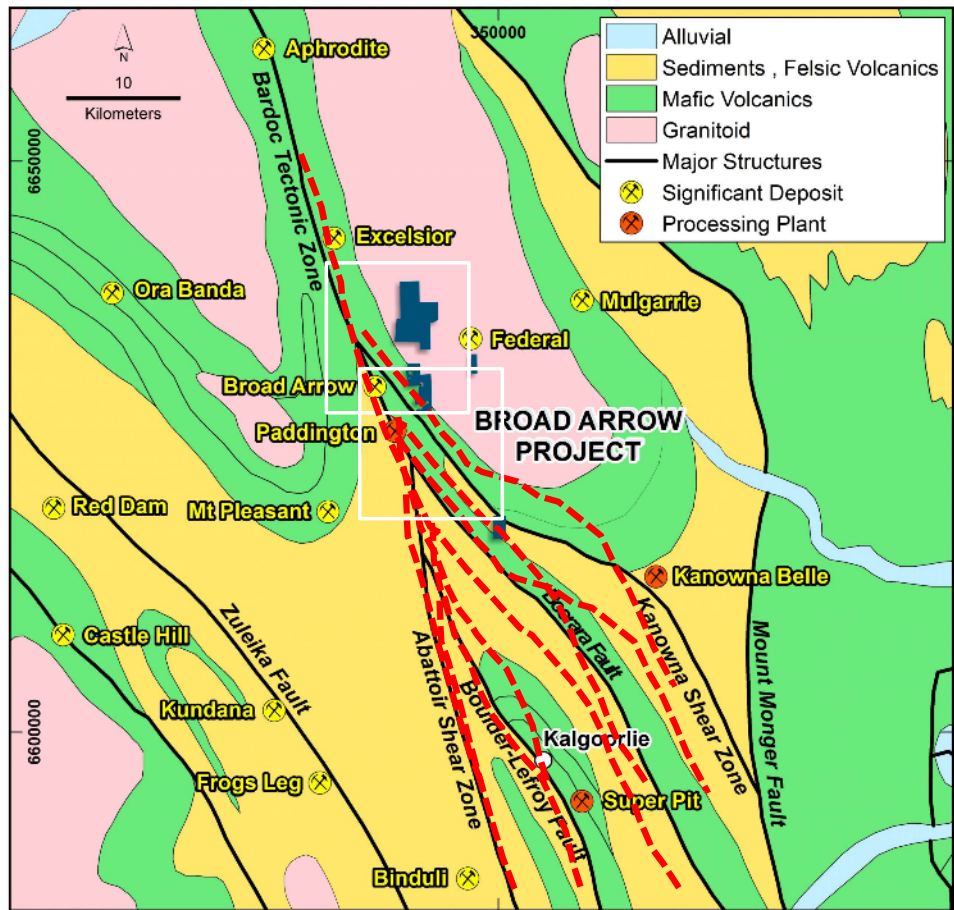 350000
Aphrodite
N
10
Kilometers
Bardoc Tectonic Zone
6650000
Excelsior
Ora Banda
Mulgarrie
Federal
Broad Arrow
BROAD ARROW
PROJECT
Paddington
Red Dam
Mt Pleasant
Kanowna Belle
Castle Hill
Zuleika Fault
Boorara Fault
Kanowna Shear Zone
Mount Monger Fault
Abattoir Shear Zone
Boulder-Lefroy Fault
Kundana
Kalgoorlie
6600000
Frogs Leg
Super Pit
Binduli
Alluvial
Sediments , Felsic Volcanics
Mafic Volcanics
Granitoid
Major Structures
Significant Deposit
Processing Plant